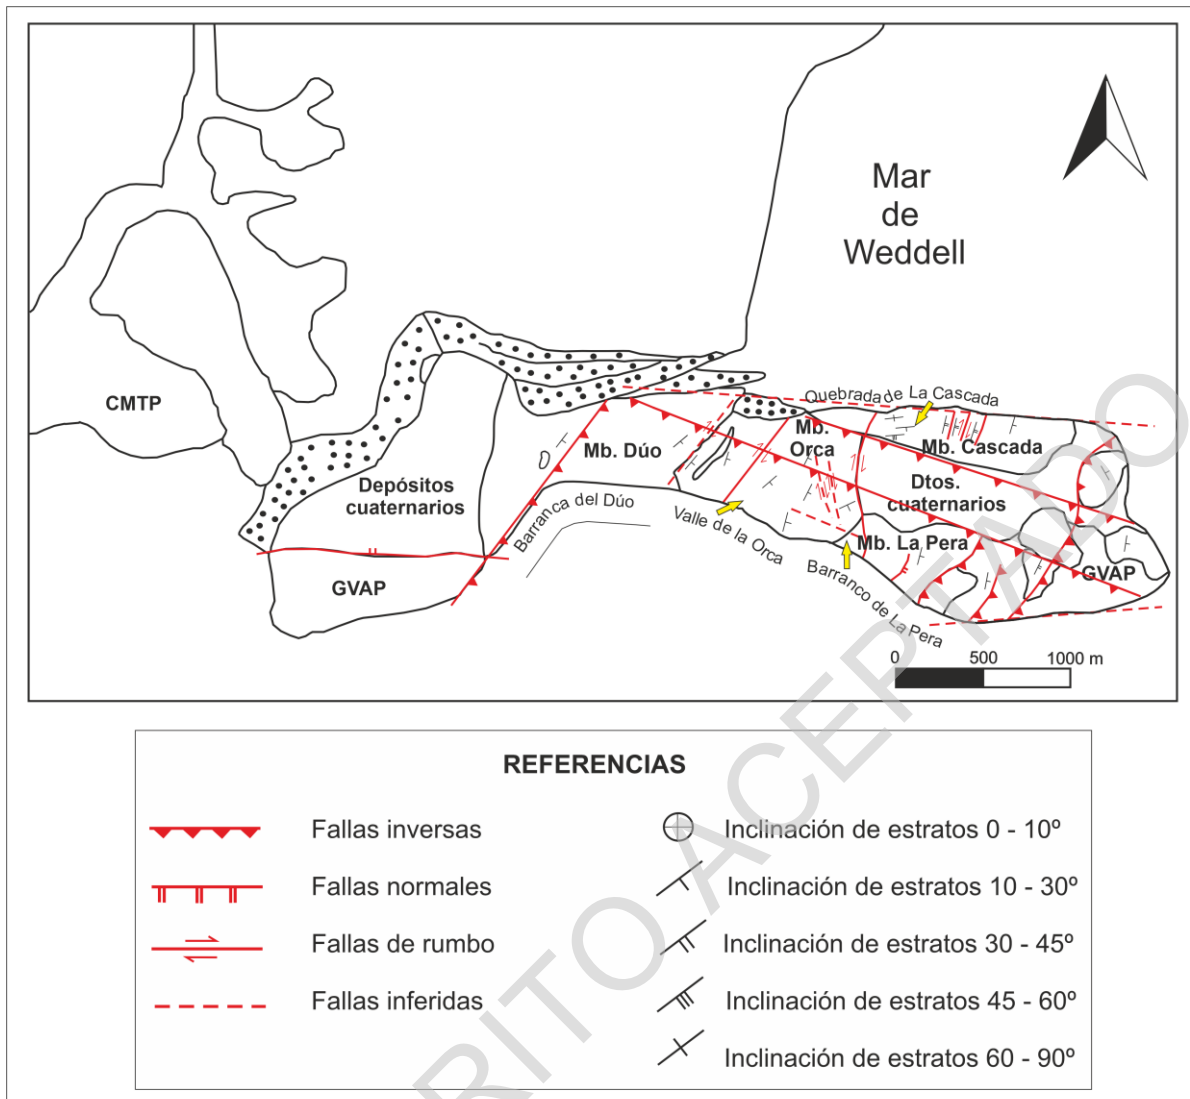 Mar
de
Weddell
Quebrada de La Cascada
CMTP
Mb.
Orca
Mb. Cascada
Mb. Dúo
Depósitos
cuaternarios
Dtos.
cuaternarios
Barranca del Dúo
Valle de la Orca
Mb. La Pera
GVAP
GVAP
Barranco de La Pera
0 500 1000 m
REFERENCIAS
Fallas inversas
Inclinación de estratos 0 - 10º
Fallas normales
Inclinación de estratos 10 - 30º
Fallas de rumbo
Inclinación de estratos 30 - 45º
Fallas inferidas
Inclinación de estratos 45 - 60º
Inclinación de estratos 60 - 90º
RITO ACEPTADO